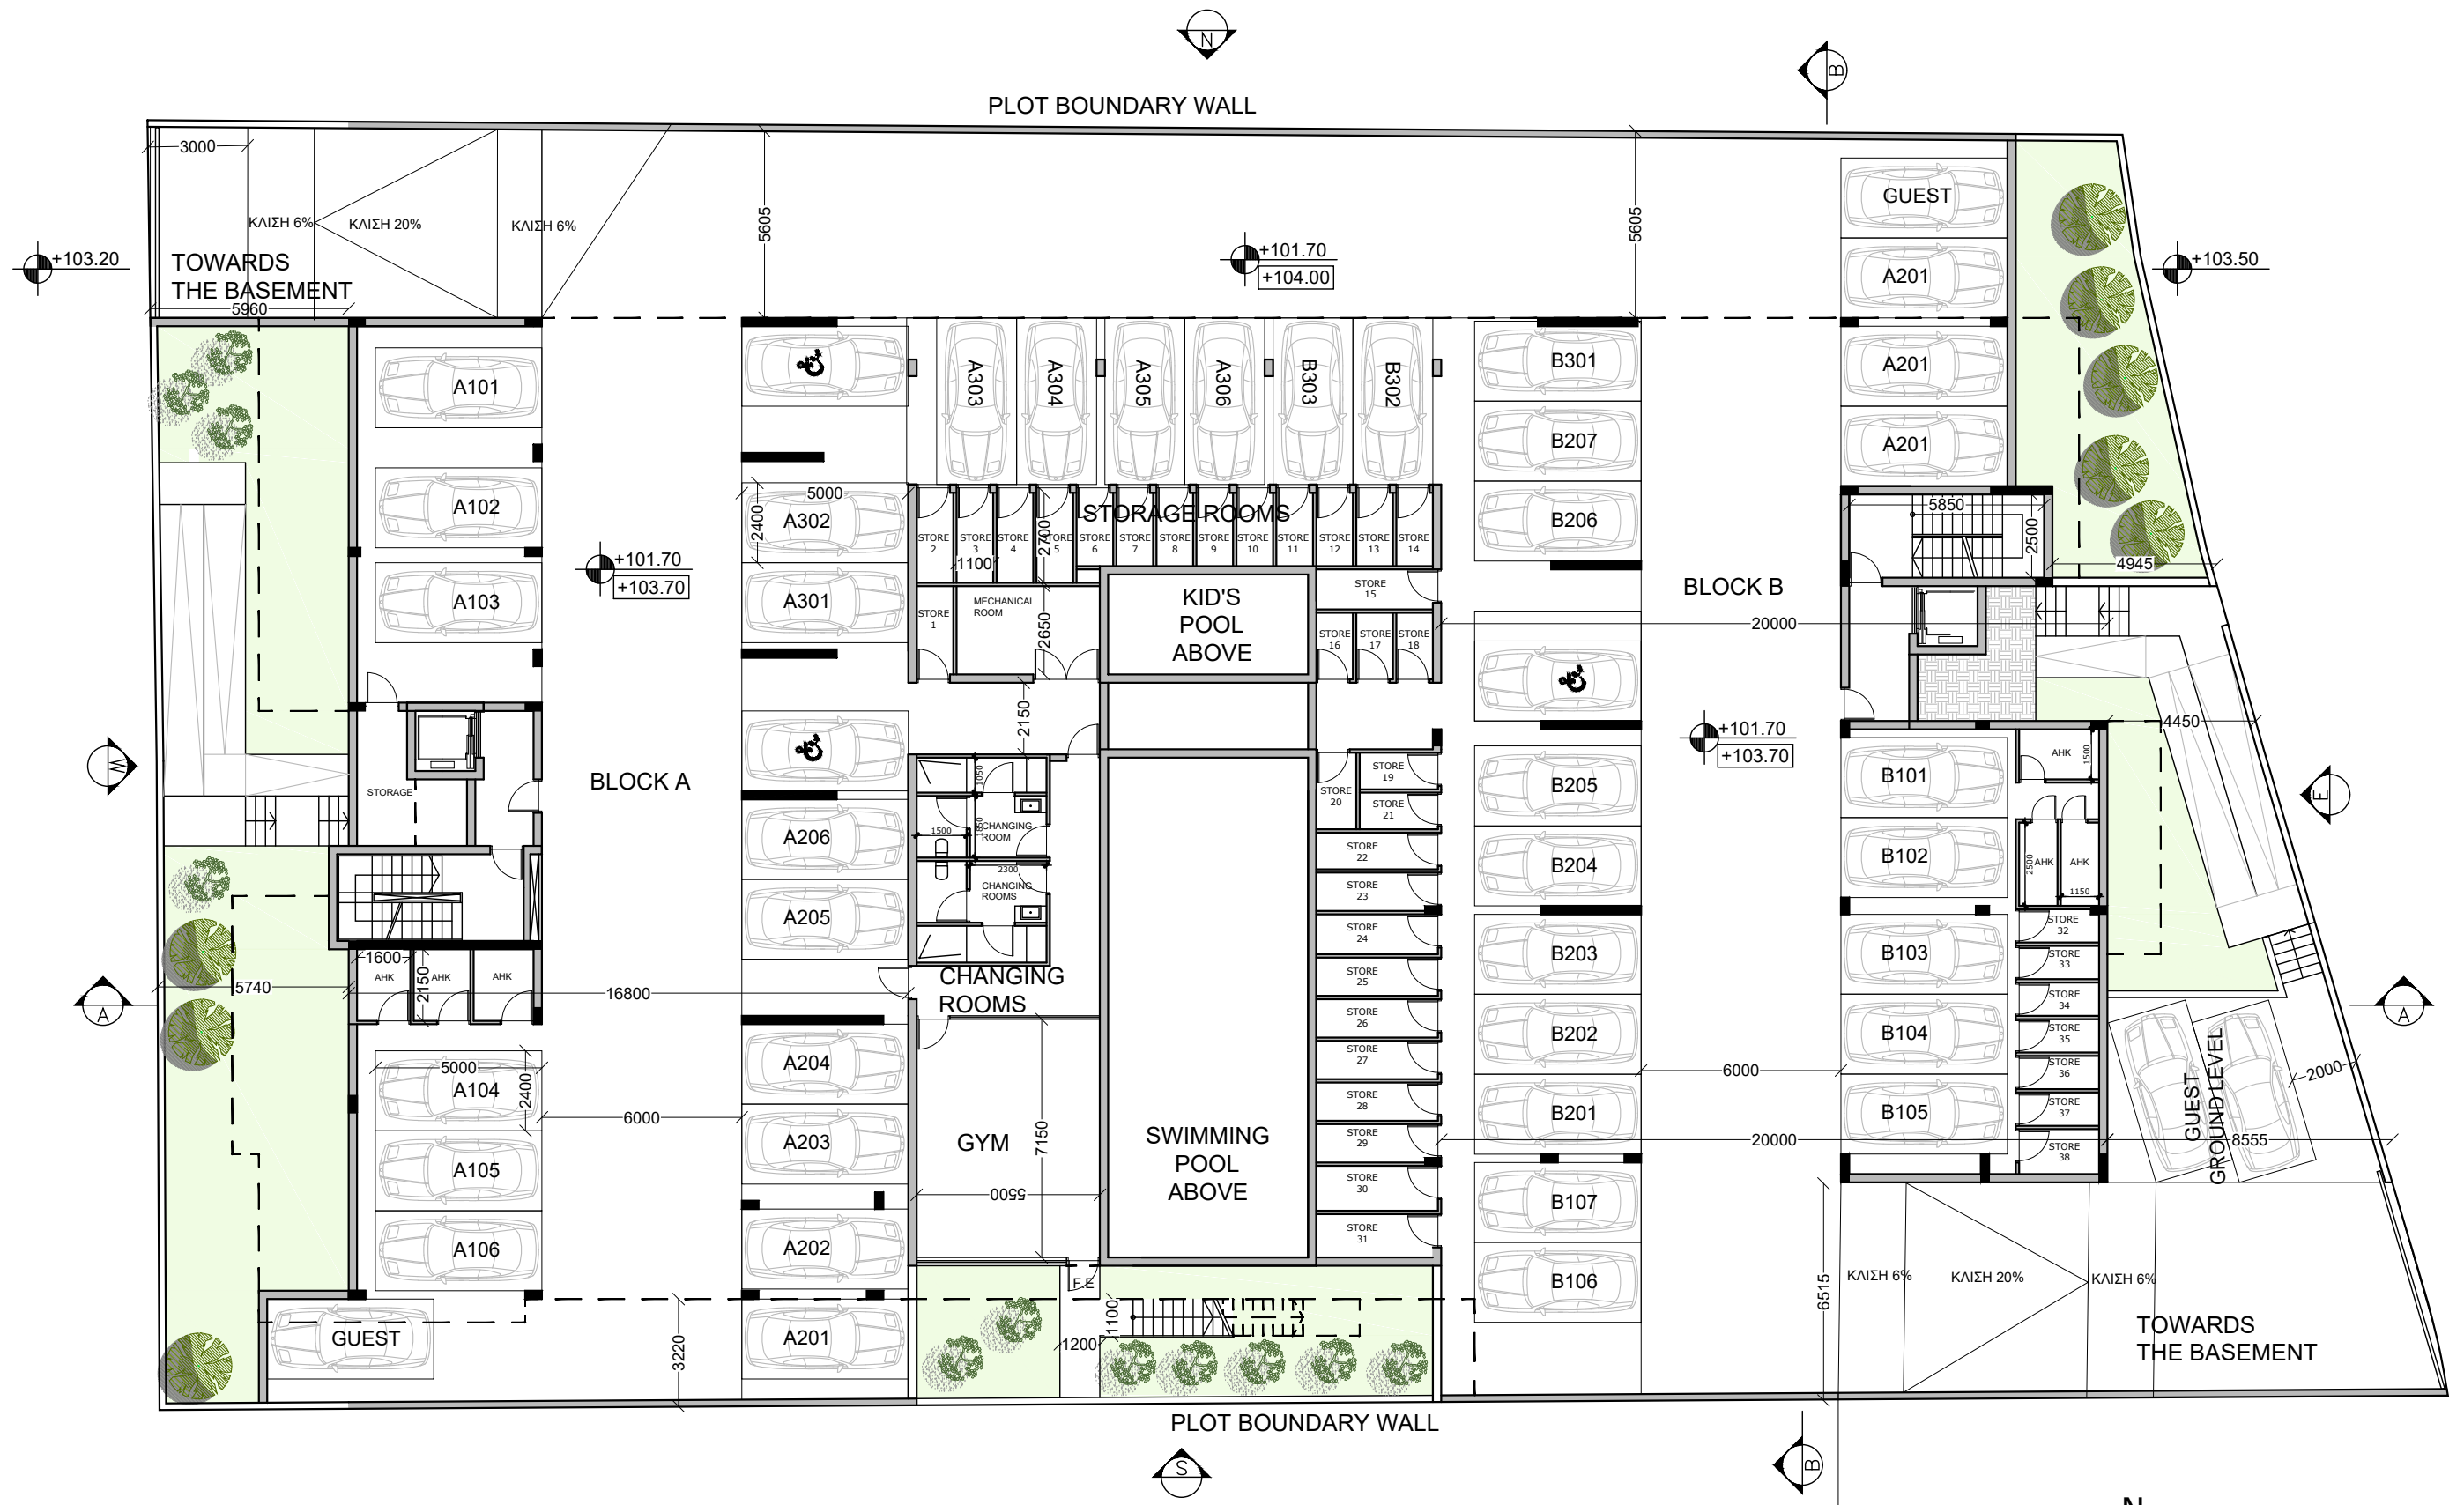 N
B
PLOT BOUNDARY WALL
3000
ΚΛΙΣΗ 6%
ΚΛΙΣΗ 20%
ΚΛΙΣΗ 6%
5605
5605
GUEST
+103.20
TOWARDS
THE BASEMENT
5960
+101.70
+104.00
A201
+103.50
A101
A303
A304
A305
A306
B303
B302
B301
A201
B207
A201
A102
5000
2400
A302
STORAGE ROOMS
2700
B206
5850
2500
STORE
2
STORE
3
STORE
4
STORE
5
STORE
6
STORE
7
STORE
8
STORE
9
STORE
10
STORE
11
STORE
12
STORE
13
STORE
14
+101.70
+103.70
1100
4945
A103
A301
STORE
1
MECHANICAL
ROOM
2650
KID'S
POOL
ABOVE
STORE
15
STORE
16
STORE
17
STORE
18
BLOCK B
20000
2150
+101.70
+103.70
4450
W
BLOCK A
STORAGE
1050
STORE
19
STORE
20
STORE
21
B205
B101
AHK
1500
E
A206
1500
1850
CHANGING
ROOM
STORE
22
B204
B102
2500
AHK
AHK
1150
2300
CHANGING
ROOMS
STORE
23
A205
STORE
24
STORE
32
B203
B103
STORE
33
1600
AHK
2150
AHK
AHK
CHANGING
ROOMS
STORE
25
A
5740
16800
STORE
34
A
STORE
26
B202
B104
STORE
35
5000
2400
A104
A204
STORE
27
STORE
36
6000
2000
6000
GYM
7150
STORE
28
B201
B105
STORE
37
GUEST
GROUND LEVEL
A203
SWIMMING
POOL
ABOVE
STORE
29
20000
STORE
38
8555
A105
5500
STORE
30
B107
A106
A202
STORE
31
6515
ΚΛΙΣΗ 6%
ΚΛΙΣΗ 20%
ΚΛΙΣΗ 6%
F.E
B106
GUEST
3220
A201
1100
1200
TOWARDS
THE BASEMENT
PLOT BOUNDARY WALL
S
B
N